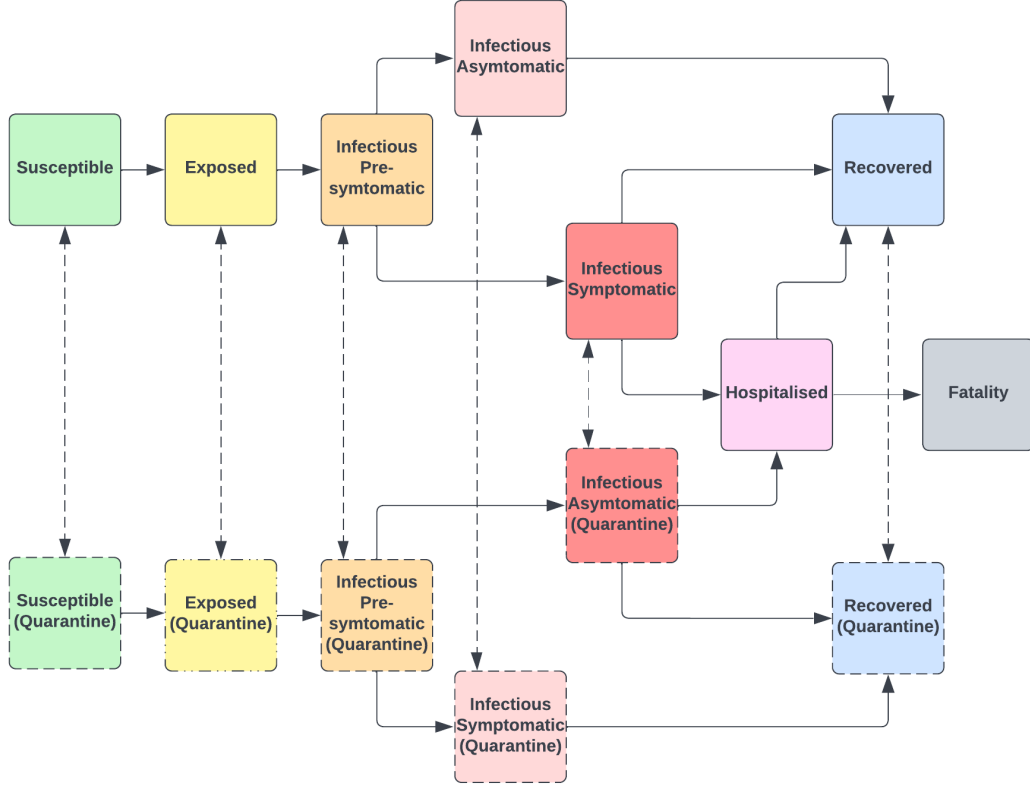 Infectious
Asymtomatic
Susceptible
Exposed
Infectious
Pre-
symtomatic
Recovered
Infectious
Symptomatic
Hospitalised
Fatality
Infectious
Asymtomatic
(Quarantine)
Susceptible
(Quarantine)
Exposed
(Quarantine)
Infectious
Pre-
symtomatic
(Quarantine)
Recovered
(Quarantine)
Infectious
Symptomatic
(Quarantine)